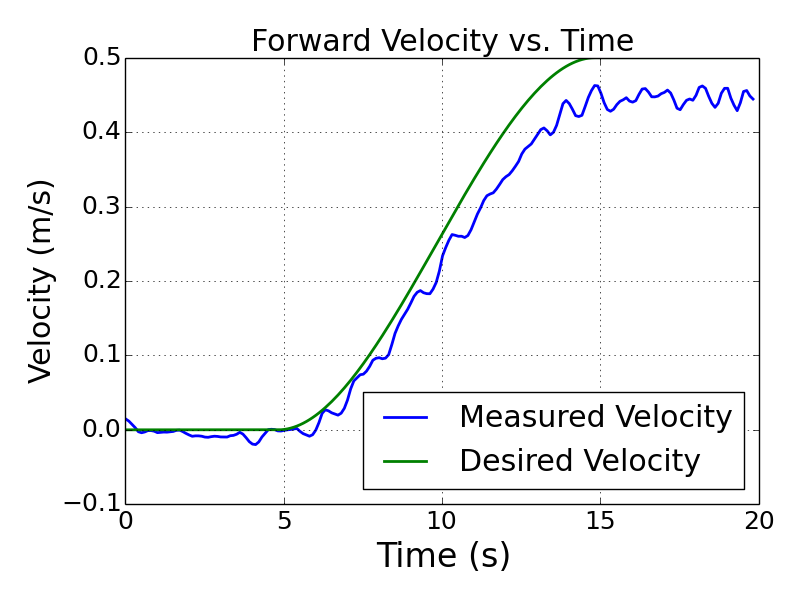 Forward Velocity vs. Time
0.5
0.4
0.3
0.2
0.1
0.0
−0.1
Velocity (m/s)
Measured Velocity
Desired Velocity
0 5 10 15 20
Time (s)